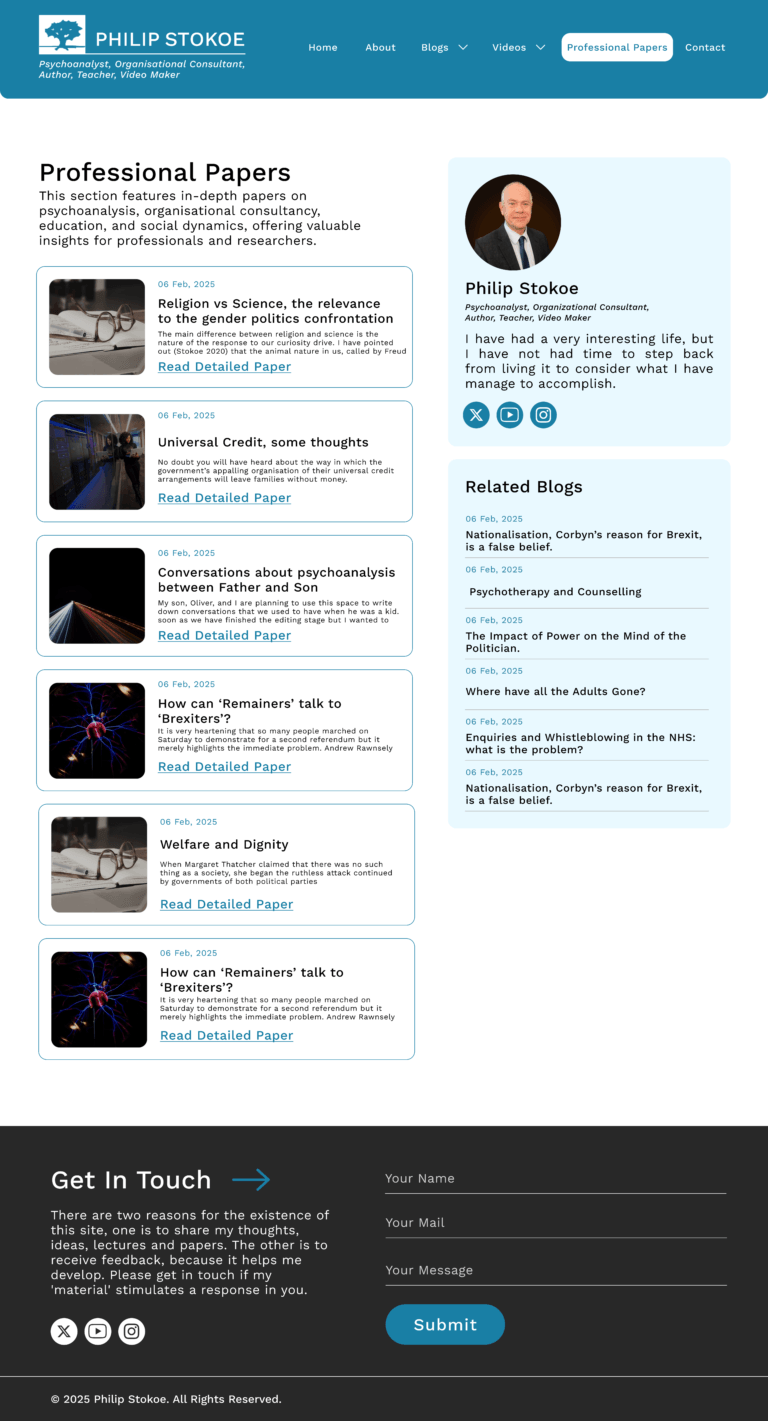 PHILIP STOKOE
Psychoanalyst, Organisational Consultant,
Author, Teacher, Video Maker
Home
About
Blogs
Videos
Professional Papers
Contact
Professional Papers
This section features in-depth papers on
psychoanalysis, organisational consultancy,
education, and social dynamics, offering valuable
insights for professionals and researchers.
06 Feb, 2025
Religion vs Science, the relevance
to the gender politics confrontation
The main difference between religion and science is the
nature of the response to our curiosity drive. I have pointed
out (Stokoe 2020) that the animal nature in us, called by Freud
Read Detailed Paper
06 Feb, 2025
Universal Credit, some thoughts
No doubt you will have heard about the way in which the
government's appalling organisation of their universal credit
arrangements will leave families without money.
Read Detailed Paper
06 Feb, 2025
Conversations about psychoanalysis
between Father and Son
My son, Oliver, and I are planning to use this space to write
down conversations that we used to have when he was a kid.
soon as we have finished the editing stage but I wanted to
Read Detailed Paper
06 Feb, 2025
How can ‘Remainers’ talk to
‘Brexiters’?
It is very heartening that so many people marched on
Saturday to demonstrate for a second referendum but it
merely highlights the immediate problem. Andrew Rawnsely
Read Detailed Paper
06 Feb, 2025
Welfare and Dignity
When Margaret Thatcher claimed that there was no such
thing as a society, she began the ruthless attack continued
by governments of both political parties
Read Detailed Paper
06 Feb, 2025
How can ‘Remainers’ talk to
‘Brexiters’?
It is very heartening that so many people marched on
Saturday to demonstrate for a second referendum but it
merely highlights the immediate problem. Andrew Rawnsely
Read Detailed Paper
Philip Stokoe
Psychoanalyst, Organizational Consultant,
Author, Teacher, Video Maker
I have had a very interesting life, but
I have not had time to step back
from living it to consider what I have
manage to accomplish.
Related Blogs
06 Feb, 2025
Nationalisation, Corbyn's reason for Brexit,
is a false belief.
06 Feb, 2025
Psychotherapy and Counselling
06 Feb, 2025
The Impact of Power on the Mind of the
Politician.
06 Feb, 2025
Where have all the Adults Gone?
06 Feb, 2025
Enquiries and Whistleblowing in the NHS:
what is the problem?
06 Feb, 2025
Nationalisation, Corbyn's reason for Brexit,
is a false belief.
Get In Touch
There are two reasons for the existence of
this site, one is to share my thoughts,
ideas, lectures and papers. The other is to
receive feedback, because it helps me
develop. Please get in touch if my
'material' stimulates a response in you.
Your Name
Your Mail
Your Message
Submit
© 2025 Philip Stokoe. All Rights Reserved.